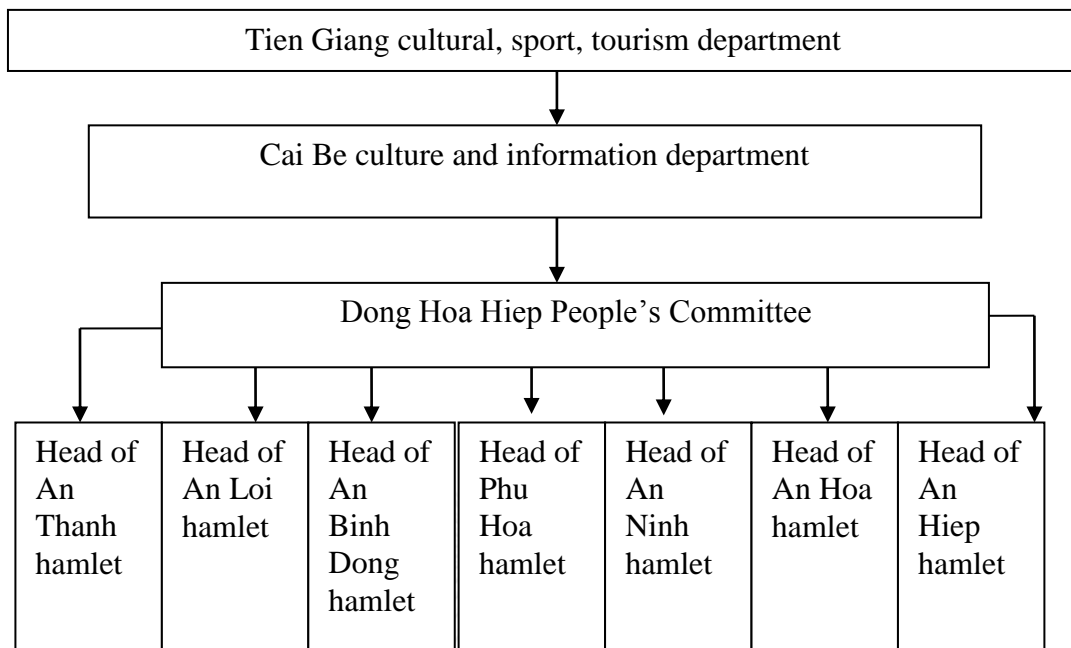 Tien Giang cultural, sport, tourism department
Cai Be culture and information department
Dong Hoa Hiep People’s Committee
Head of
An
Thanh
hamlet
Head of
An Loi
hamlet
Head of
An
Binh
Dong
hamlet
Head of
Phu
Hoa
hamlet
Head of
An
Ninh
hamlet
Head of
An Hoa
hamlet
Head of
An
Hiep
hamlet